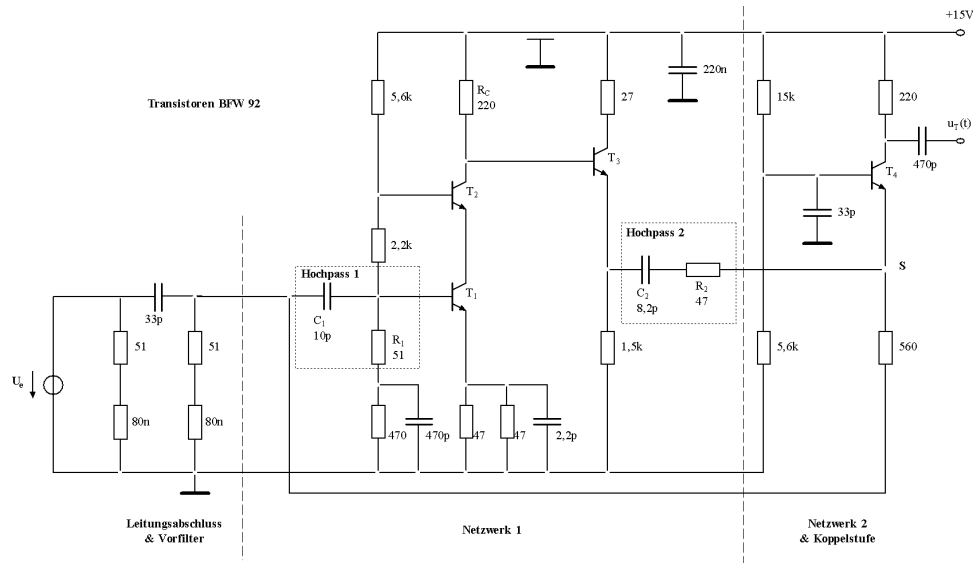 +15V
Transistoren BFW 92
5,6k
R_C
220
27
220n
15k
220
u_T(t)
470p
T_3
T_2
T_4
33p
2,2k
Hochpass 1
Hochpass 2
S
C_2
8,2p
R_2
47
33p
C_1
10p
T_1
R_1
51
51
51
1,5k
5,6k
560
U_e
80n
80n
470
470p
47
47
2,2p
Leitungsabschluss
& Vorfilter
Netzwerk 1
Netzwerk 2
& Koppelstufe